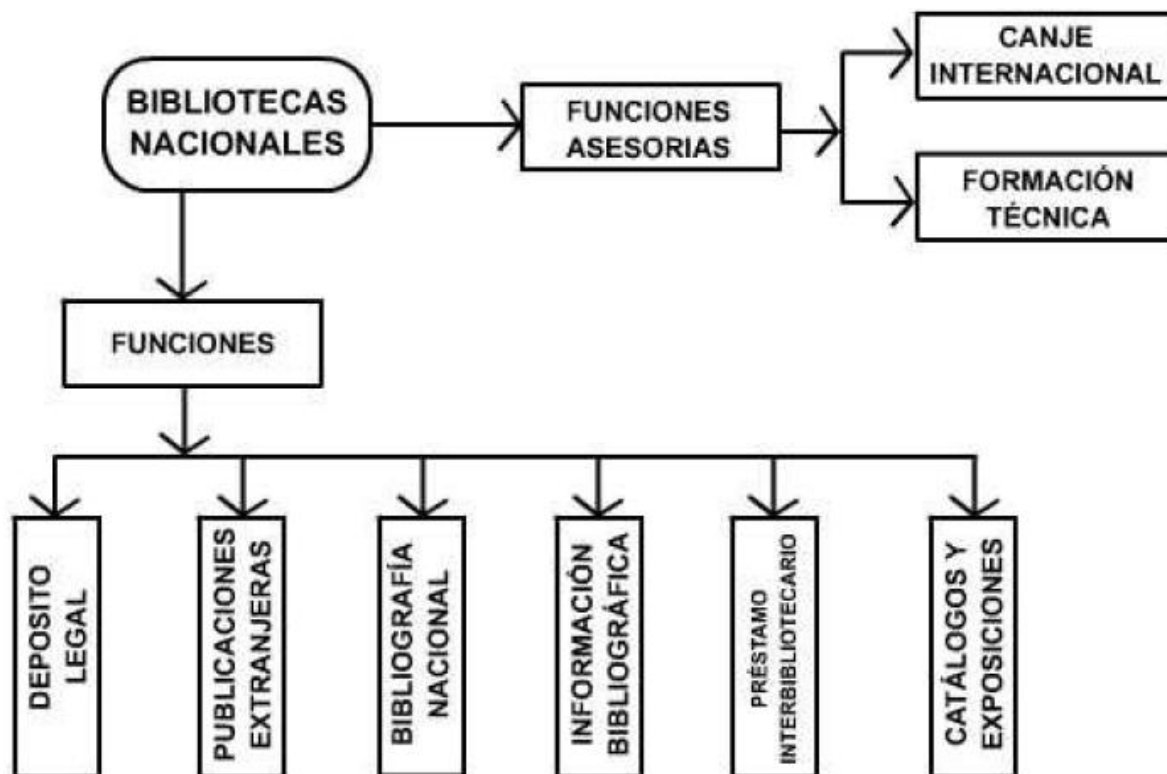 BIBLIOTECAS
NACIONALES
FUNCIONES
ASESORIAS
CANJE
INTERNACIONAL
FORMACIÓN
TÉCNICA
FUNCIONES
DEPOSITO
LEGAL
PUBLICACIONES
EXTRANJERAS
BIBLIOGRAFÍA
NACIONAL
INFORMACIÓN
BIBLIOGRÁFICA
PRÉSTAMO
INTERBIBLIOTECARIO
CATÁLOGOS Y
EXPOSICIONES